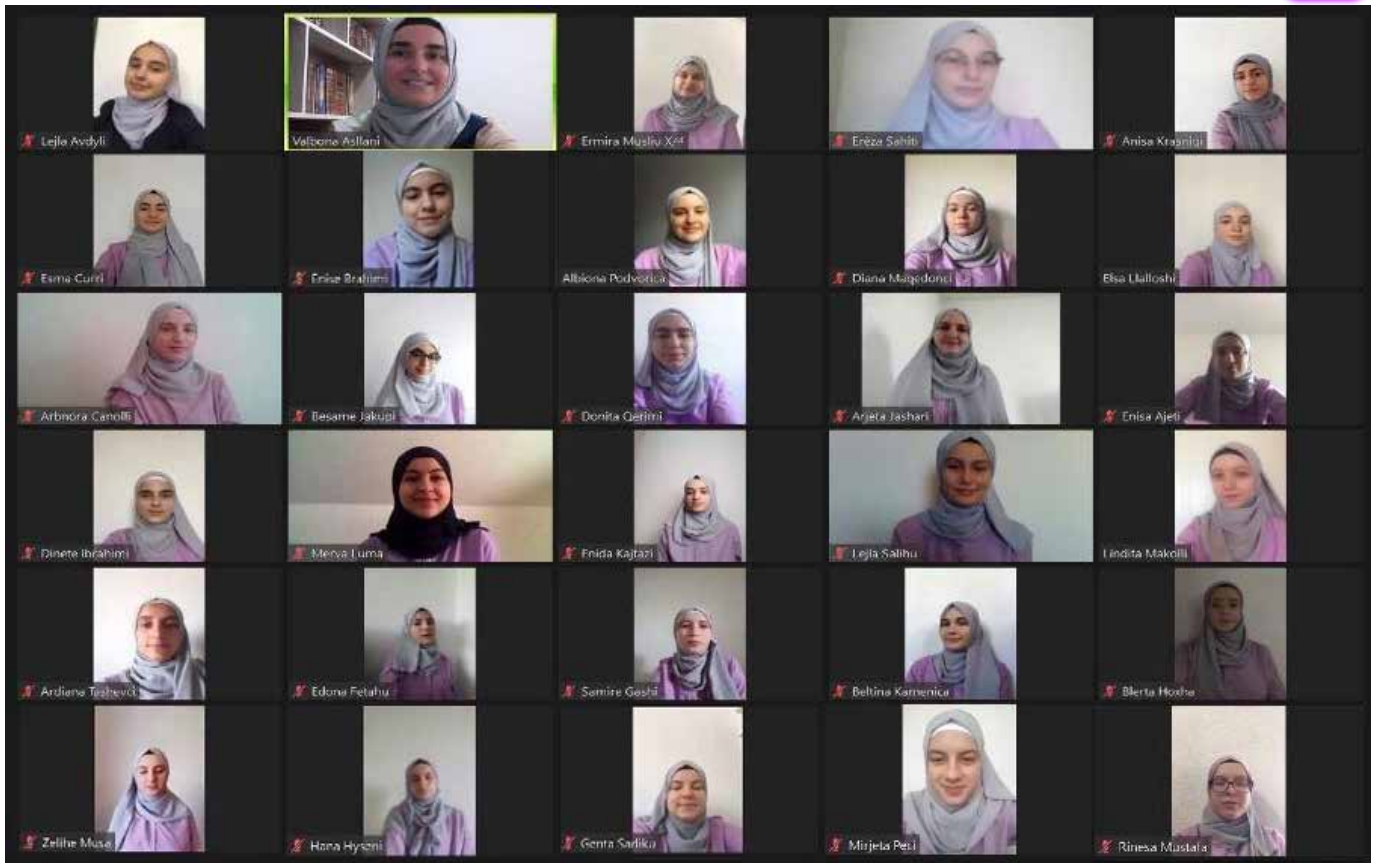 Lejla Avdyli
Valbona Asllani
Ermira Musliu
Erëza Sahiti
Anisa Krasniqi
Esma Curri
Enise Brahimi
Albiona Podvorica
Diana Maqedonci
Elsa Llalloshi
Arbnora Canolli
Besame Jakupi
Donita Qerimi
Arjeta Jashari
Enisa Ajeti
Dinete Ibrahimi
Merva Luma
Enida Kajtazi
Lejla Salihu
Lindita Makolli
Ardiana Tashevci
Edona Fetahu
Samire Gashi
Beltina Kamenica
Blerta Hoxha
Zelihe Musa
Hana Hyseni
Genta Sadiku
Mirjeta Peci
Rinesa Mustafa